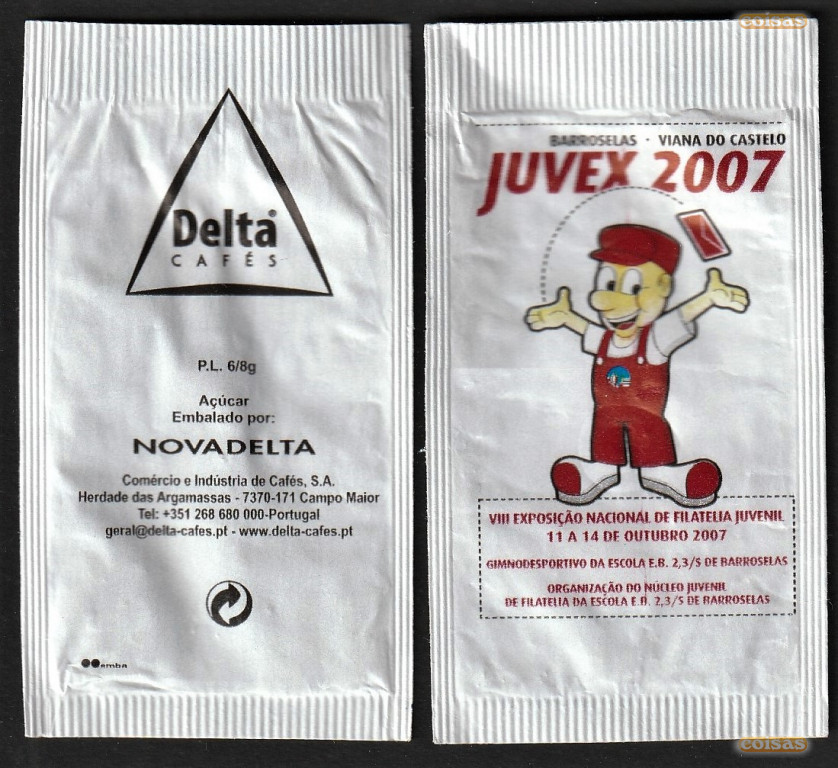 Delta
CAFÉS
P.L. 6/8g
Açúcar
Embalado por:
NOVADELTA
Comércio e Indústria de Cafés, S.A.
Herdade das Argamassas - 7370-171 Campo Maior
Tel: +351 268 680 000-Portugal
geral@delta-cafes.pt - www.delta-cafes.pt
emba
coisas
BARROSELAS · VIANA DO CASTELO
JUVEX 2007
VIII EXPOSIÇÃO NACIONAL DE FILATELIA JUVENIL
11 A 14 DE OUTUBRO 2007
GIMNODESPORTIVO DA ESCOLA E.B. 2,3/S DE BARROSELAS
ORGANIZAÇÃO DO NÚCLEO JUVENIL
DE FILATELIA DA ESCOLA E.B. 2,3/S DE BARROSELAS
coisas